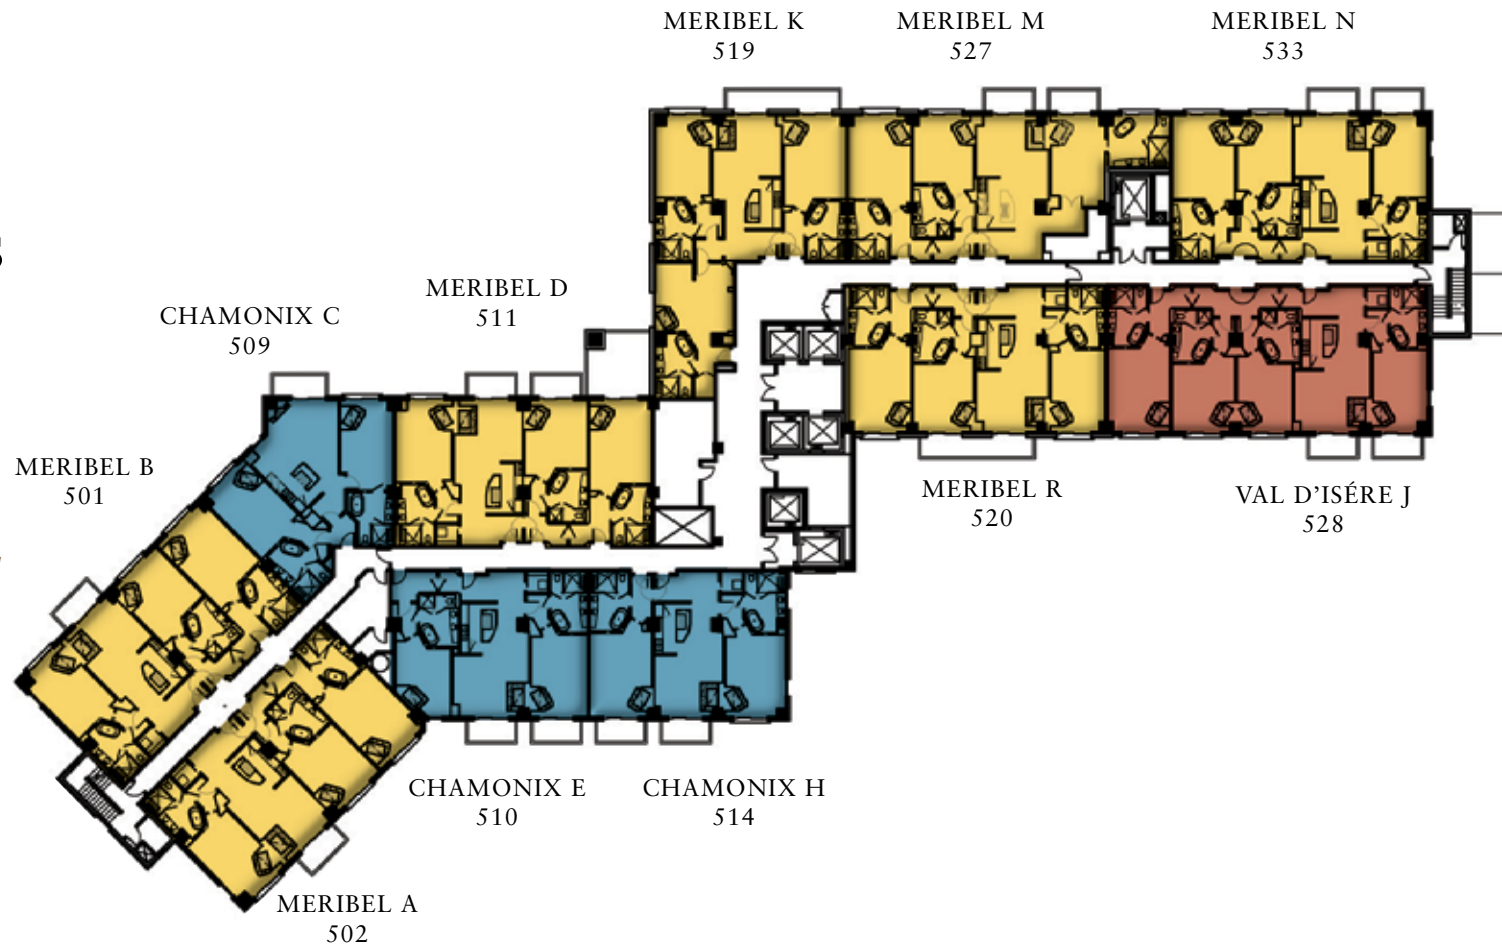 MERIBEL K
519
MERIBEL M
527
MERIBEL N
533
MERIBEL D
511
CHAMONIX C
509
MERIBEL B
501
MERIBEL R
520
VAL D'ISÉRE J
528
CHAMONIX E
510
CHAMONIX H
514
MERIBEL A
502